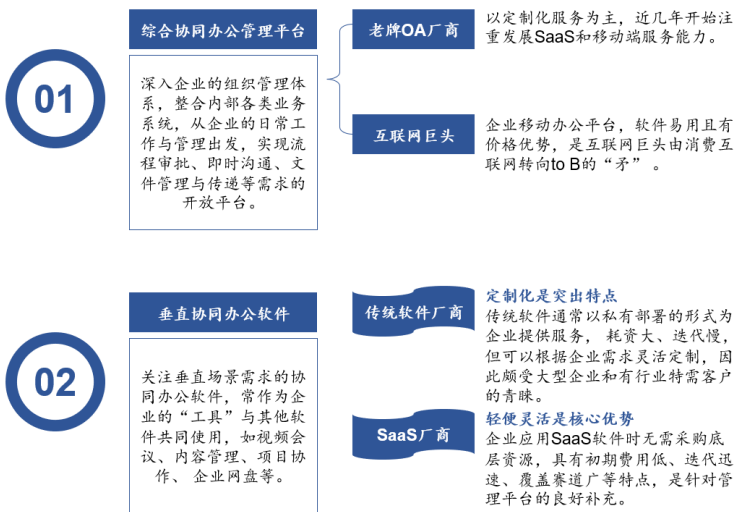 01
综合协同办公管理平台
深入企业的组织管理体
系，整合内部各类业务
系统，从企业的日常工
作与管理出发，实现流
程审批、即时沟通、文
件管理与传递等需求的
开放平台。
老牌OA厂商
以定制化服务为主，近几年开始注
重发展SaaS和移动端服务能力。
互联网巨头
企业移动办公平台，软件易用且有
价格优势，是互联网巨头由消费互
联网转向to B的“矛” 。
02
垂直协同办公软件
关注垂直场景需求的协
同办公软件，常作为企
业的“工具”与其他软
件共同使用，如视频会
议、内容管理、项目协
作、 企业网盘等。
传统软件厂商
定制化是突出特点
传统软件通常以私有部署的形式为
企业提供服务， 耗资大、迭代慢，
但可以根据企业需求灵活定制，因
此颇受大型企业和有行业特需客户
的青睐。
SaaS厂商
轻便灵活是核心优势
企业应用SaaS软件时无需采购底
层资源，具有初期费用低、迭代迅
速、覆盖赛道广等特点，是针对管
理平台的良好补充。